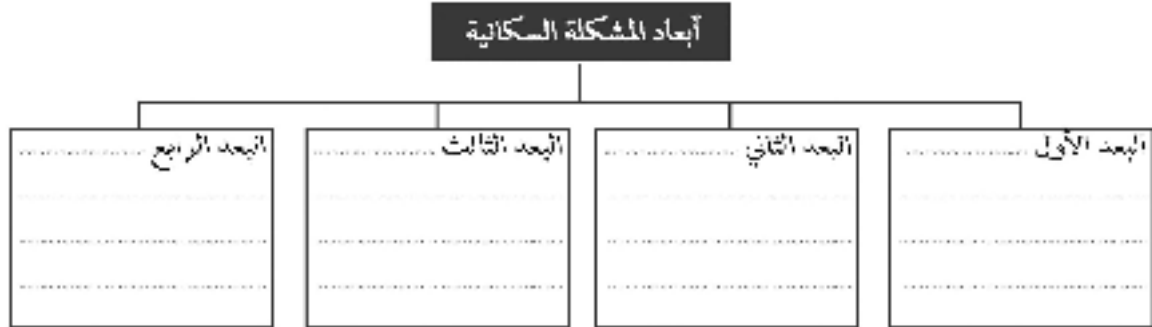 أبعاد المشكلة السكانية
البعد الأول ....................
البعد الثاني ....................
البعد الثالث ....................
البعد الرابع ....................